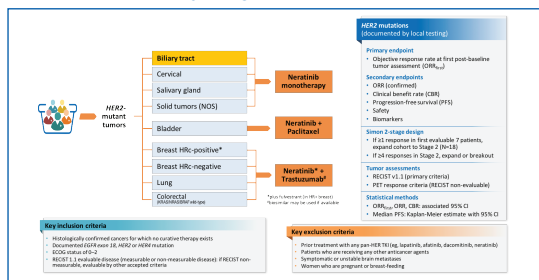 HER2-
mutant
tumors
Biliary tract
Cervical
Salivary gland
Solid tumors (NOS)
Neratinib
monotherapy
Bladder
Neratinib +
Paclitaxel
Breast HRc-positive*
Breast HRc-negative
Lung
Colorectal
Neratinib* +
Trastuzumab#
HER2 mutations
(documented by local testing)
Primary endpoint
• Objective response rate at first post-baseline
tumor assessment (ORRfirst)
Secondary endpoints
• ORR (confirmed)
• Clinical benefit rate (CBR)
• Progression-free survival (PFS)
• Safety
• Biomarkers
Simon 2-stage design
• If ≥1 response in first evaluable 7 patients,
expand cohort to Stage 2 (N=18)
• If ≥4 responses in Stage 2, expand or breakout
Tumor assessments
• RECIST v1.1 (primary criteria)
• PET response criteria (RECIST non-evaluable)
Statistical methods
• ORRfirst, ORR, CBR: associated 95% CI
• Median PFS: Kaplan-Meier estimate with 95% CI
Key inclusion criteria
• Histologically confirmed cancers for which no curative therapy exists
• Documented EGFR exon 18, HER2 or HER4 mutation
• ECOG status of 0–2
• RECIST 1.1 evaluable disease (measurable or non-measurable disease); if RECIST non-
measurable, evaluable by other accepted criteria
Key exclusion criteria
• Prior treatment with any pan-HER TKI (eg, lapatinib, afatinib, dacomitinib, neratinib)
• Patients who are receiving any other anticancer agents
• Symptomatic or unstable brain metastases
• Women who are pregnant or breast-feeding